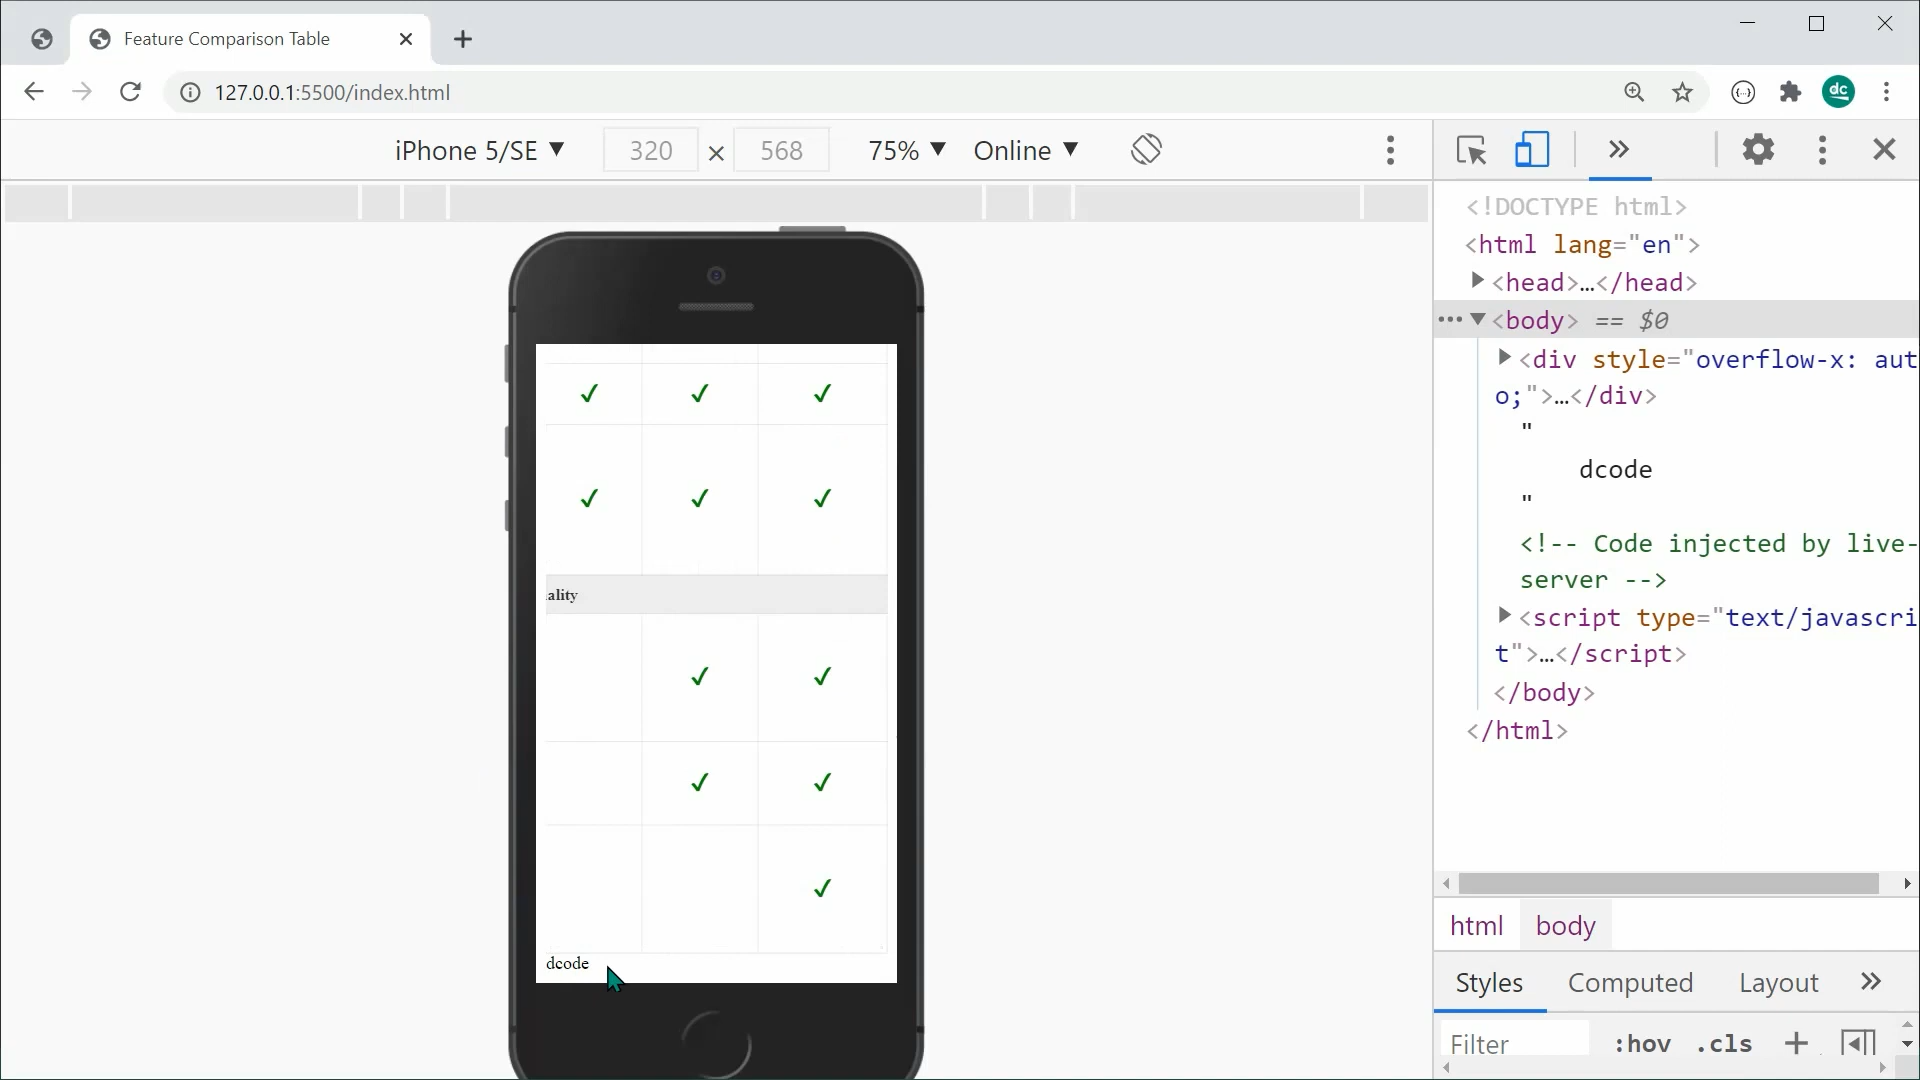 Feature Comparison Table
127.0.0.1:5500/index.html
dc
iPhone 5/SE
320 × 568
75%
Online
✓ ✓ ✓
✓ ✓ ✓
ality
✓ ✓
✓ ✓
✓
dcode
<!DOCTYPE html>
<html lang="en">
<head>…</head>
<body> == $0
<div style="overflow-x: aut
o;">…</div>
"
dcode
"
<!-- Code injected by live-
server -->
<script type="text/javascri
t">…</script>
</body>
</html>
html body
Styles Computed Layout
Filter :hov .cls